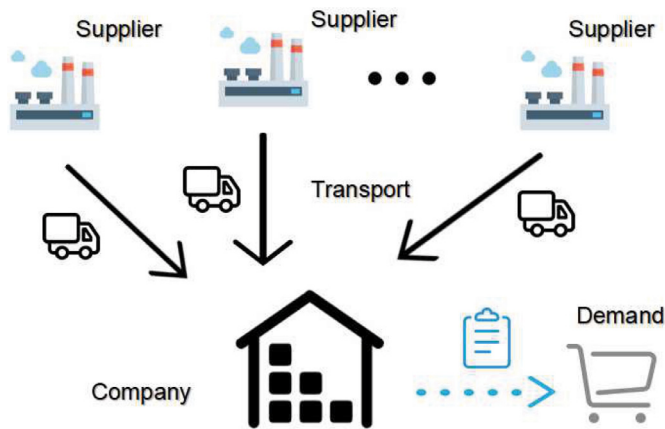 Supplier
Supplier
Supplier
Transport
Demand
Company